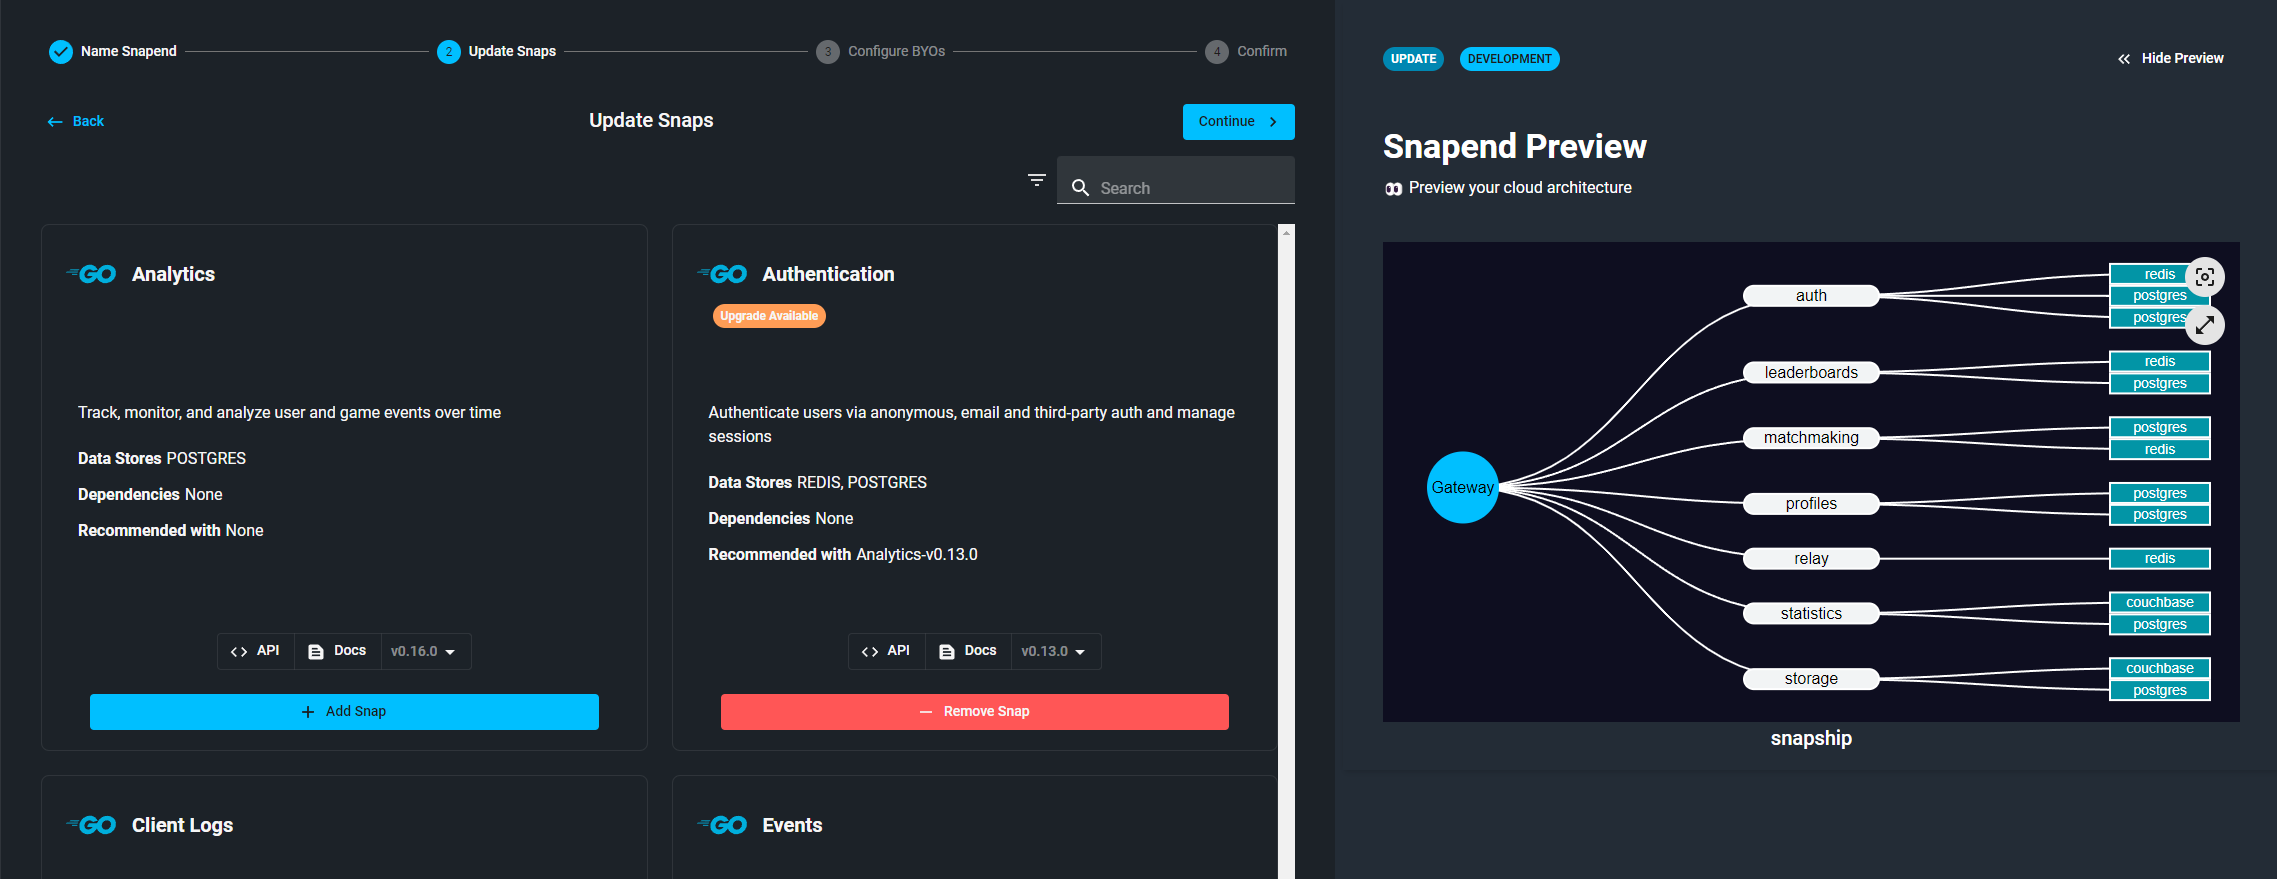 Name Snapend
2 Update Snaps
3 Configure BYOs
4 Confirm
Back
Update Snaps
Continue
Search
GO Analytics
Track, monitor, and analyze user and game events over time
Data Stores POSTGRES
Dependencies None
Recommended with None
API Docs v0.16.0
Add Snap
GO Authentication
Upgrade Available
Authenticate users via anonymous, email and third-party auth and manage
sessions
Data Stores REDIS, POSTGRES
Dependencies None
Recommended with Analytics-v0.13.0
API Docs v0.13.0
Remove Snap
GO Client Logs
GO Events
UPDATE DEVELOPMENT
Hide Preview
Snapend Preview
Preview your cloud architecture
Gateway
auth
redis
postgres
postgres
leaderboards
redis
postgres
matchmaking
postgres
redis
profiles
postgres
postgres
relay
redis
statistics
couchbase
postgres
storage
couchbase
postgres
snapship